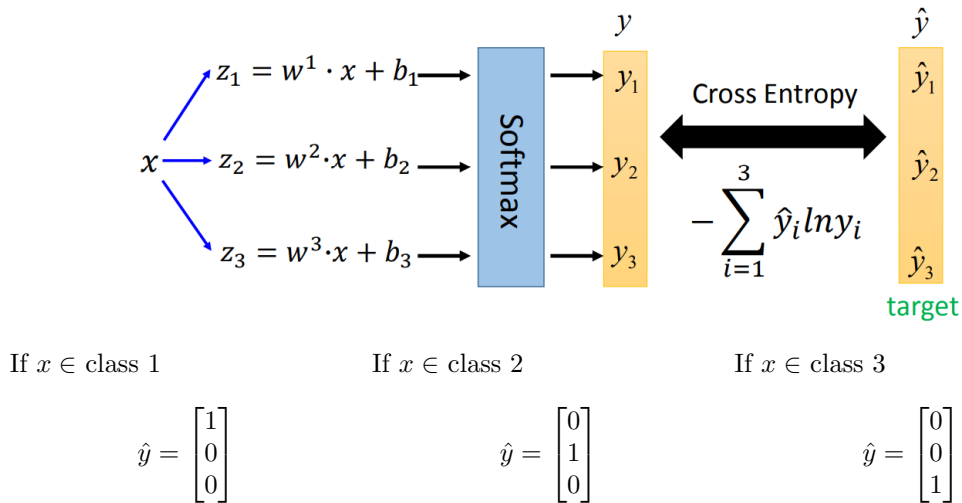 y ŷ
z₁ = w¹ · x + b₁ y₁ ŷ₁
Cross Entropy
x z₂ = w²·x + b₂ Softmax y₂ ŷ₂
− ∑_{i=1}^{3} ŷᵢlnyᵢ
z₃ = w³·x + b₃ y₃ ŷ₃
target
If x ∈ class 1 If x ∈ class 2 If x ∈ class 3
ŷ = [1 0 0] ŷ = [0 1 0] ŷ = [0 0 1]